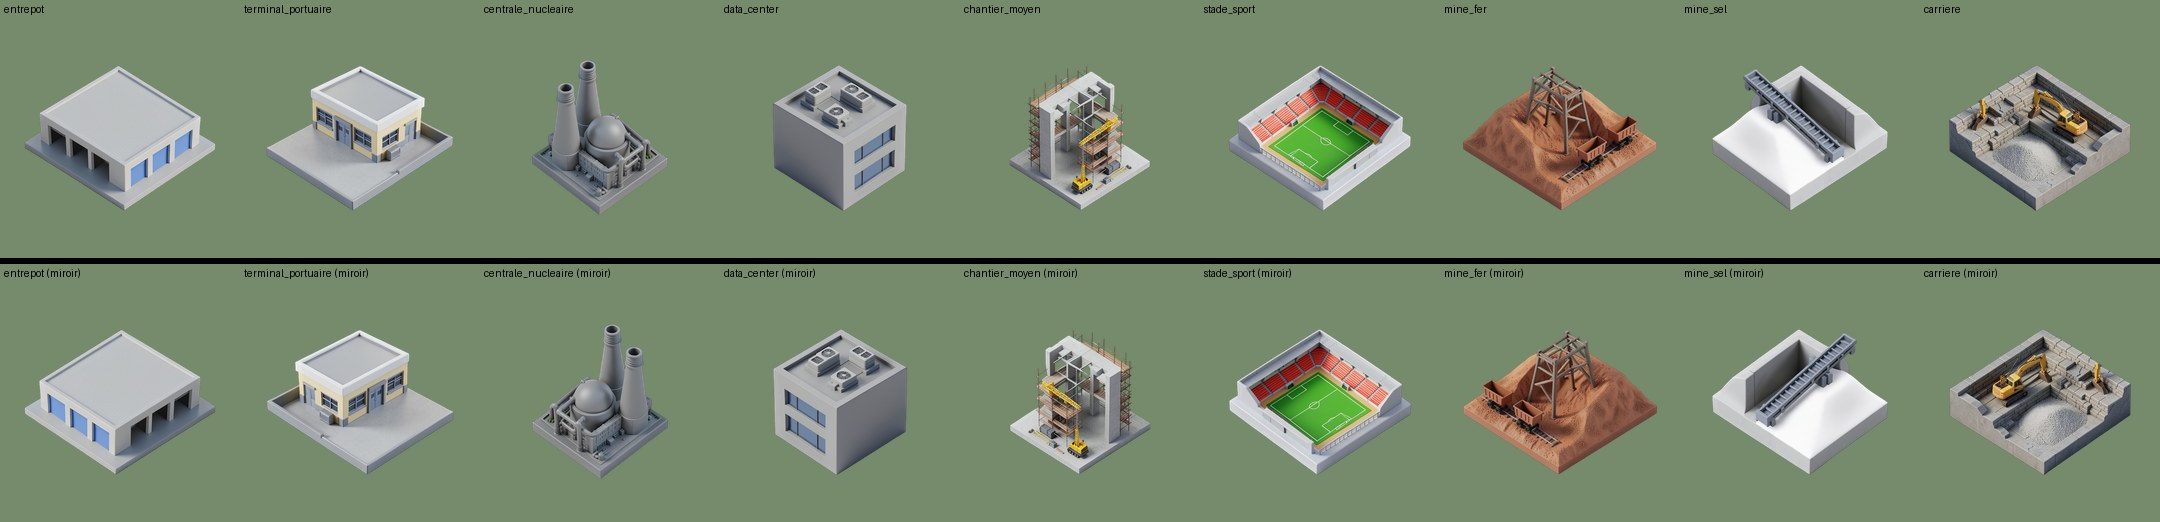 entrepot
terminal_portuaire
centrale_nucleaire
data_center
chantier_moyen
stade_sport
mine_fer
mine_sel
carriere
entrepot (miroir)
terminal_portuaire (miroir)
centrale_nucleaire (miroir)
data_center (miroir)
chantier_moyen (miroir)
stade_sport (miroir)
mine_fer (miroir)
mine_sel (miroir)
carriere (miroir)